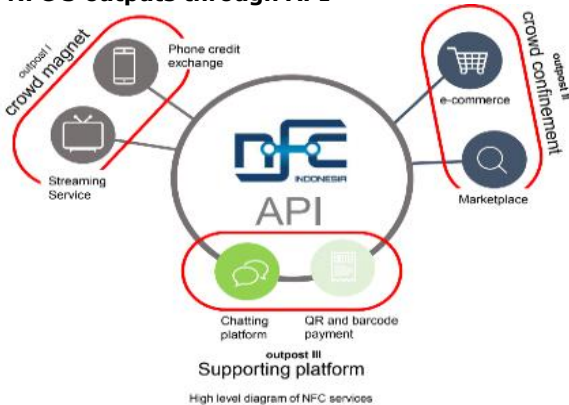 outpost I
crowd magnet
Phone credit
exchange
Streaming
Service
nFC
INDONESIA
API
e-commerce
Marketplace
outpost II
crowd confinement
Chatting
platform
QR and barcode
payment
outpost III
Supporting platform
High level diagram of NFC services